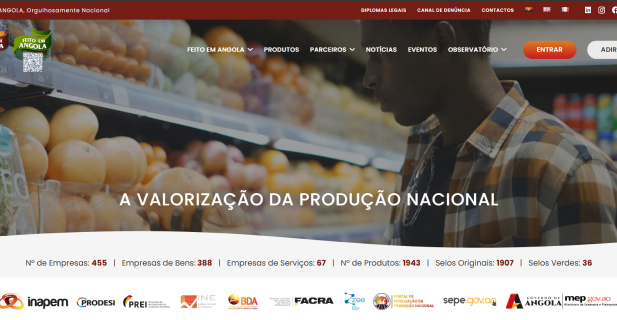 ANGOLA, Orgulhosamente Nacional
DIPLOMAS LEGAIS CANAL DE DENÚNCIA CONTACTOS
FEITO EM
ANGOLA
FEITO EM ANGOLA PRODUTOS PARCEIROS NOTÍCIAS EVENTOS OBSERVATÓRIO ENTRAR ADIR
A VALORIZAÇÃO DA PRODUÇÃO NACIONAL
Nº de Empresas: 455 | Empresas de Bens: 388 | Empresas de Serviços: 67 | Nº de Produtos: 1943 | Selos Originais: 1907 | Selos Verdes: 36
inapem PRODESI PREI INE BDA FACRA Zee PORTAL DE DIVULGAÇÃO DA PRODUÇÃO NACIONAL sepe.gov.ao GOVERNO DE ANGOLA mep.gov.ao